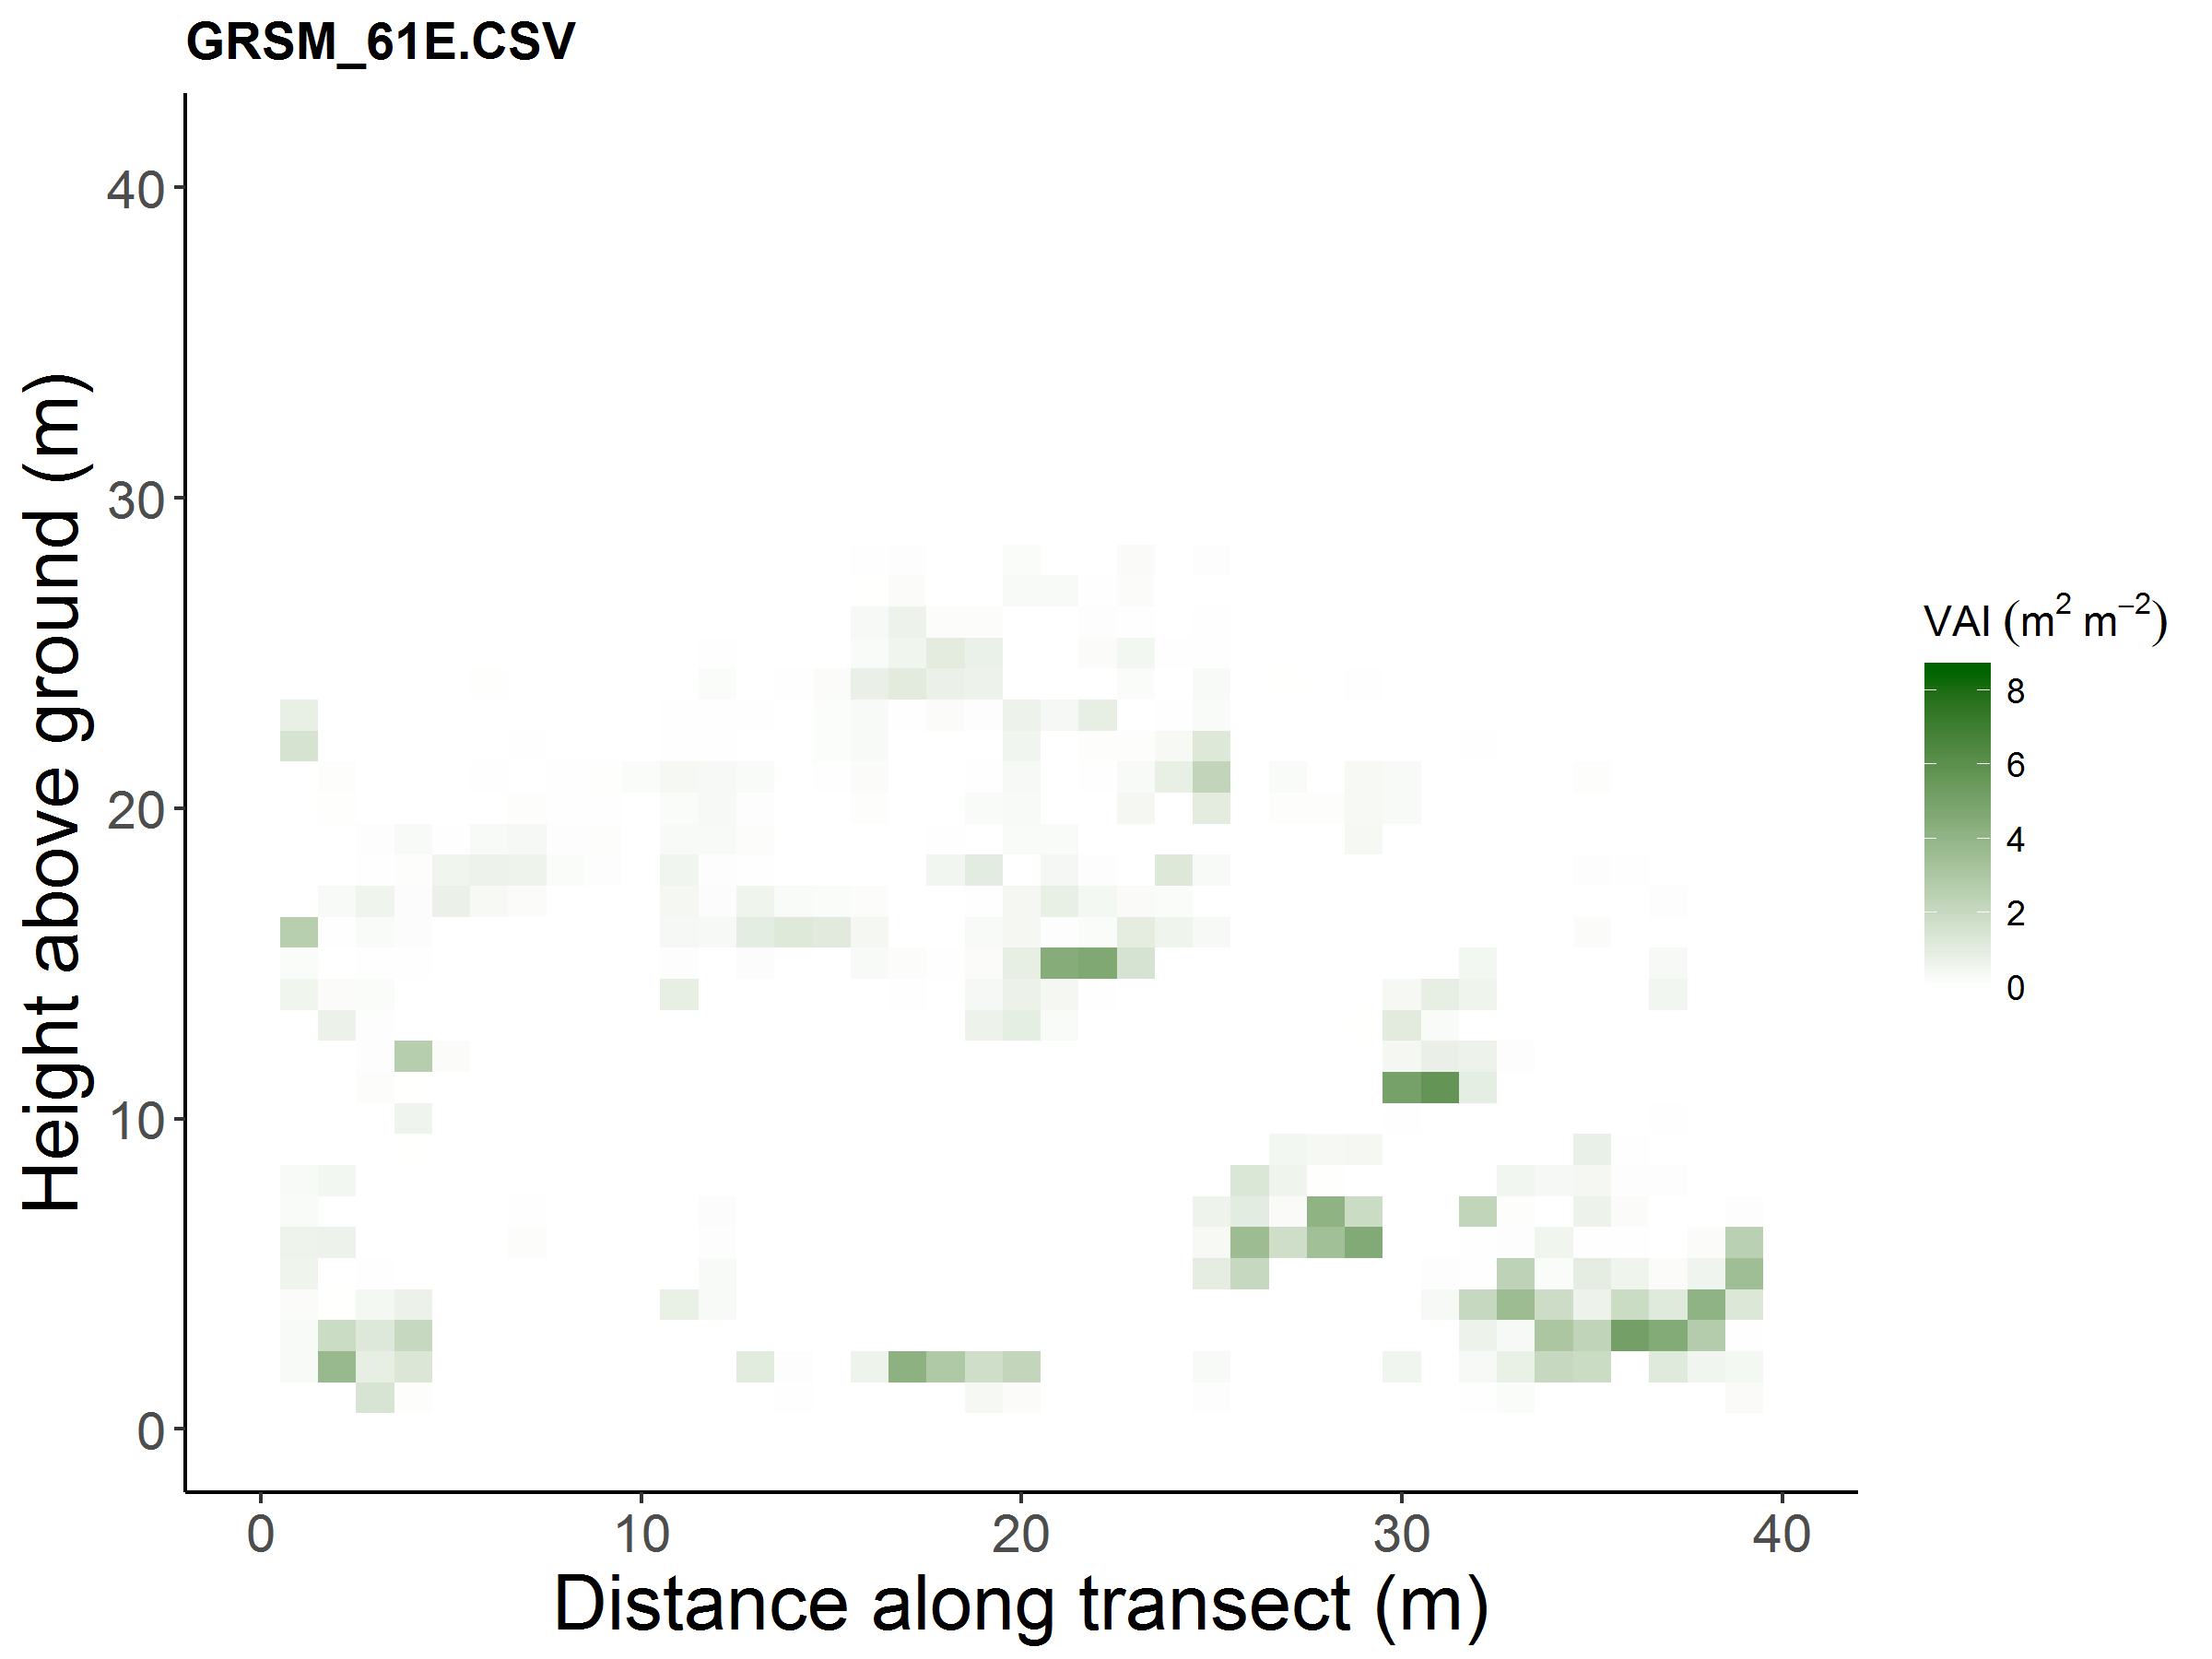 GRSM_61E.CSV
40
30
20
10
0
Height above ground (m)
0 10 20 30 40
Distance along transect (m)
VAI (m² m⁻²)
8
6
4
2
0